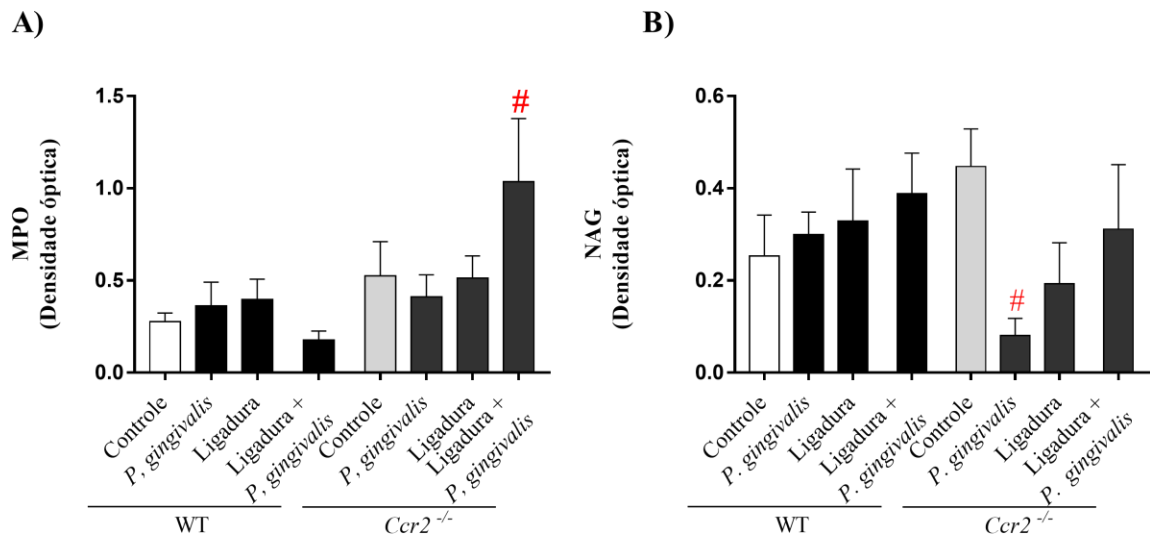 A)
MPO
(Densidade óptica)
1.5
1.0
0.5
0.0
#
Controle
P, gingivalis
Ligadura
Ligadura +
P, gingivalis
Controle
P, gingivalis
Ligadura
Ligadura +
P, gingivalis
WT
Ccr2 -/-
B)
NAG
(Densidade óptica)
0.6
0.4
0.2
0.0
#
Controle
P. gingivalis
Ligadura
Ligadura +
P. gingivalis
Controle
P. gingivalis
Ligadura
Ligadura +
P. gingivalis
WT
Ccr2 -/-